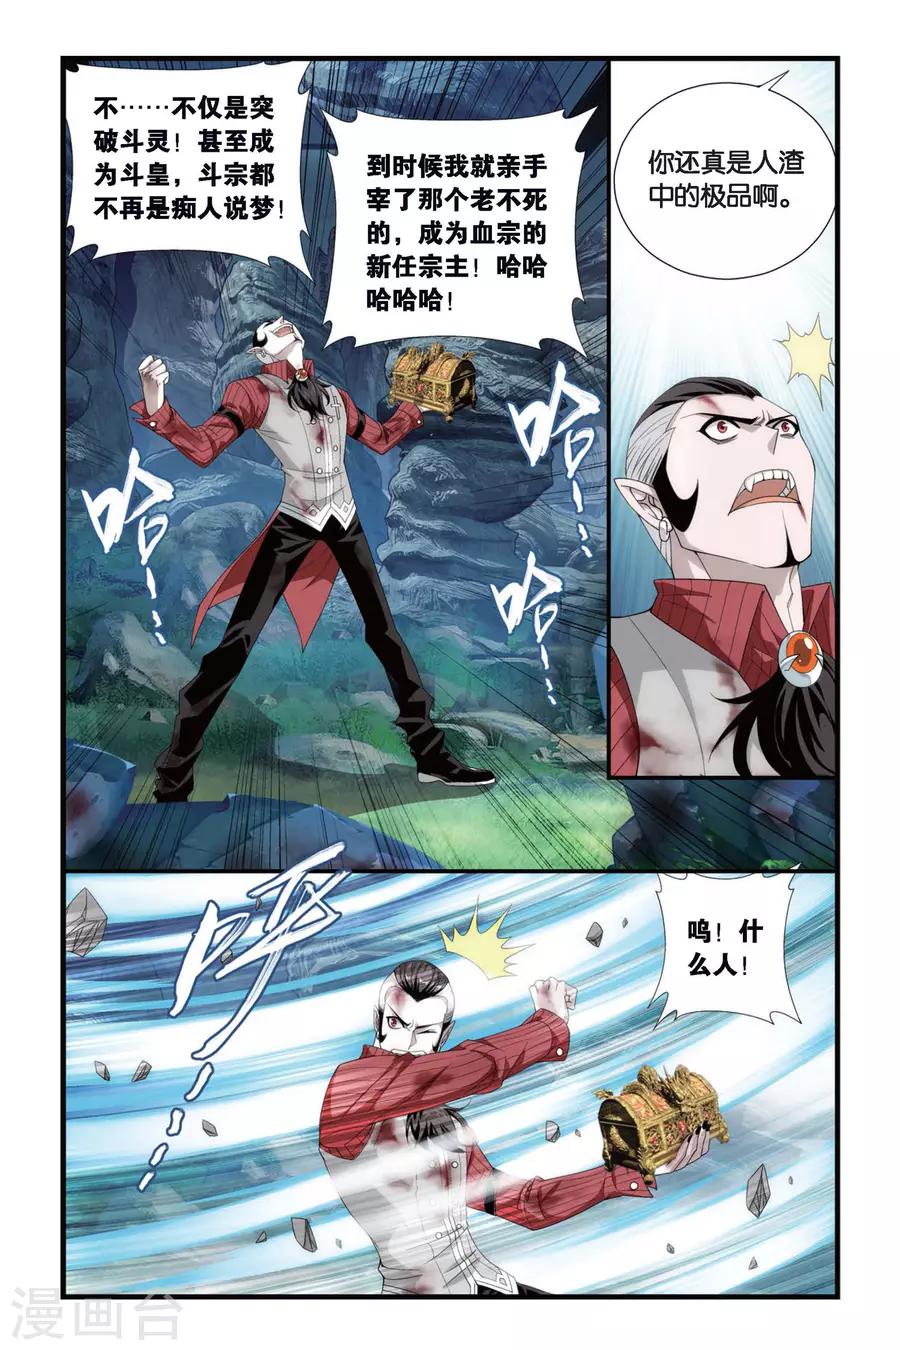 不……不仅是突
破斗灵！甚至成
为斗皇，斗宗都
不再是痴人说梦！
到时候我就亲手
宰了那个老不死
的，成为血宗的
新任宗主！哈哈
哈哈哈！
你还真是人渣
中的极品啊。
哈
哈
哈
呼
呜！什
么人！
漫画台